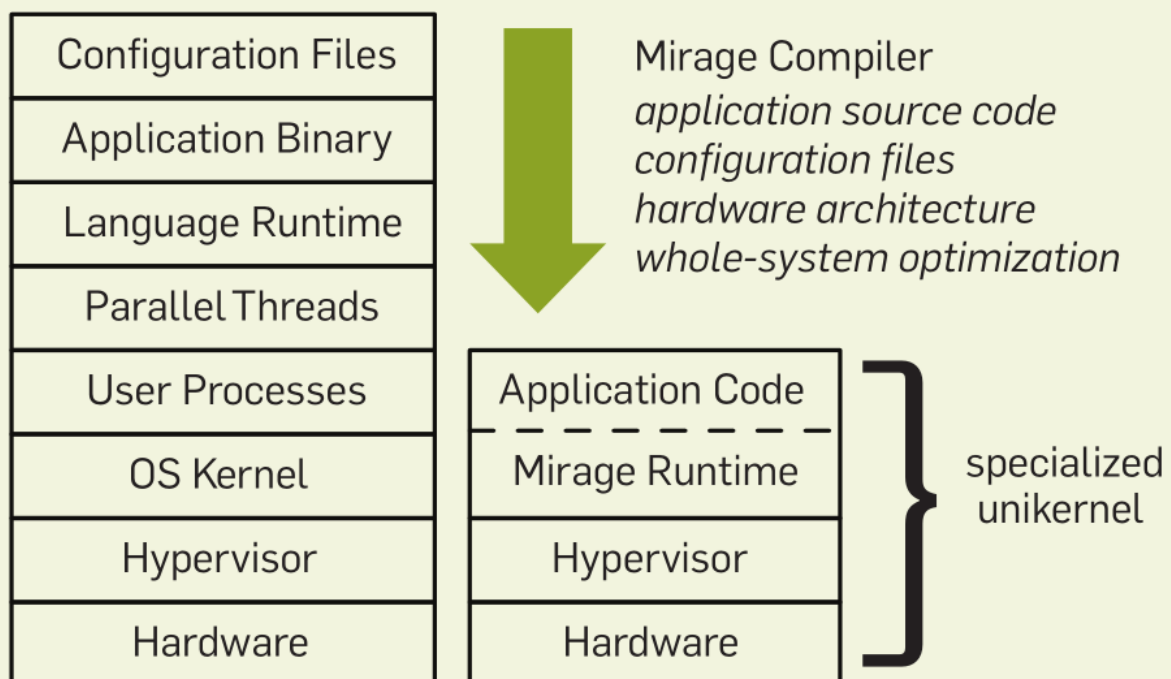 Configuration Files
Application Binary
Language Runtime
Parallel Threads
User Processes
OS Kernel
Hypervisor
Hardware
Mirage Compiler
application source code
configuration files
hardware architecture
whole-system optimization
Application Code
Mirage Runtime
Hypervisor
Hardware
specialized
unikernel